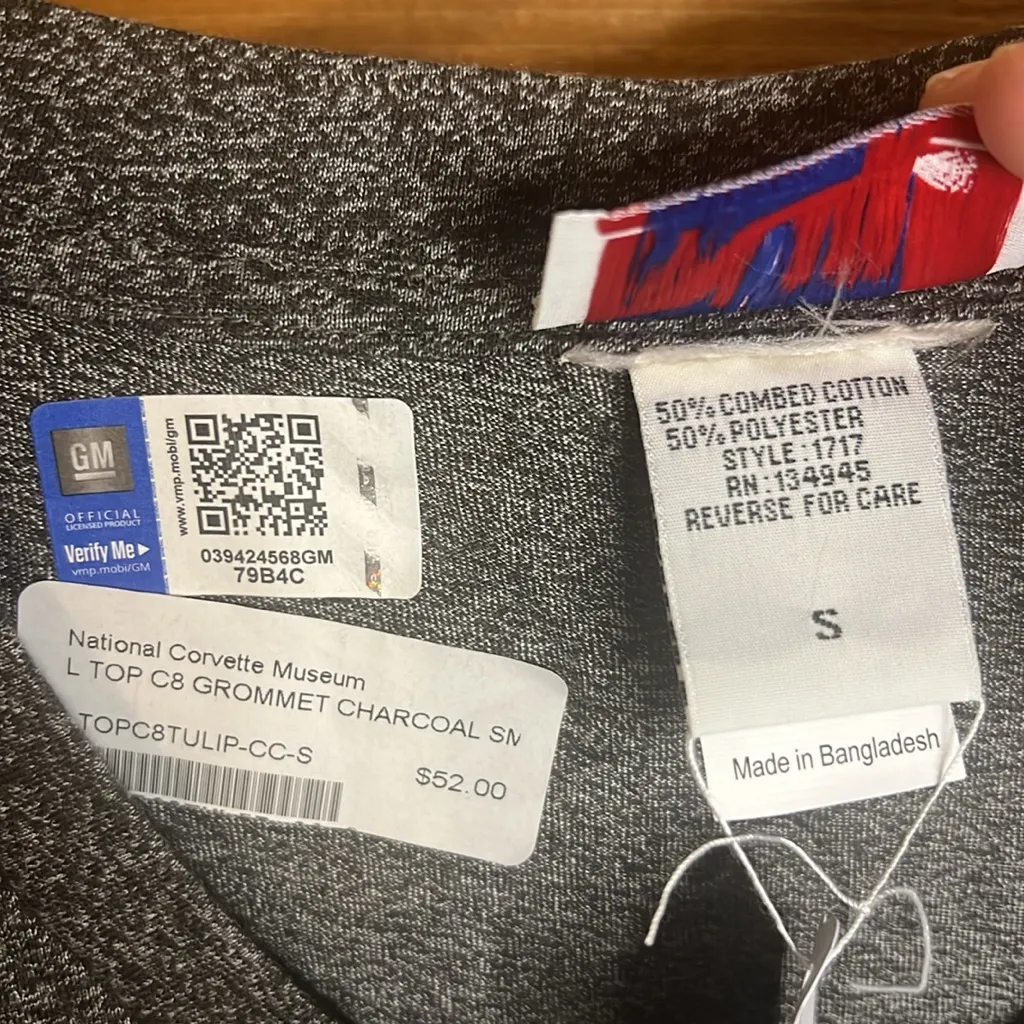 GM
OFFICIAL
LICENSED PRODUCT
Verify Me
vmp.mobi/GM
www.vmp.mobi/gm
039424568GM
79B4C
National Corvette Museum
L TOP C8 GROMMET CHARCOAL SM
TOPC8TULIP-CC-S
$52.00
50% COMBED COTTON
50% POLYESTER
STYLE:1717
RN:134945
REVERSE FOR CARE
S
Made in Bangladesh